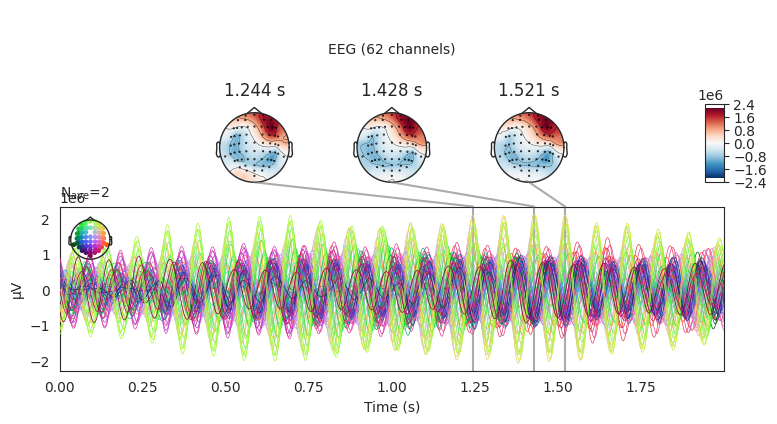 EEG (62 channels)
1.244 s 1.428 s 1.521 s
1e6
2.4
1.6
0.8
0.0
−0.8
−1.6
−2.4
Nave=2
1e6
2
1
0
−1
−2
µV
0.00 0.25 0.50 0.75 1.00 1.25 1.50 1.75
Time (s)